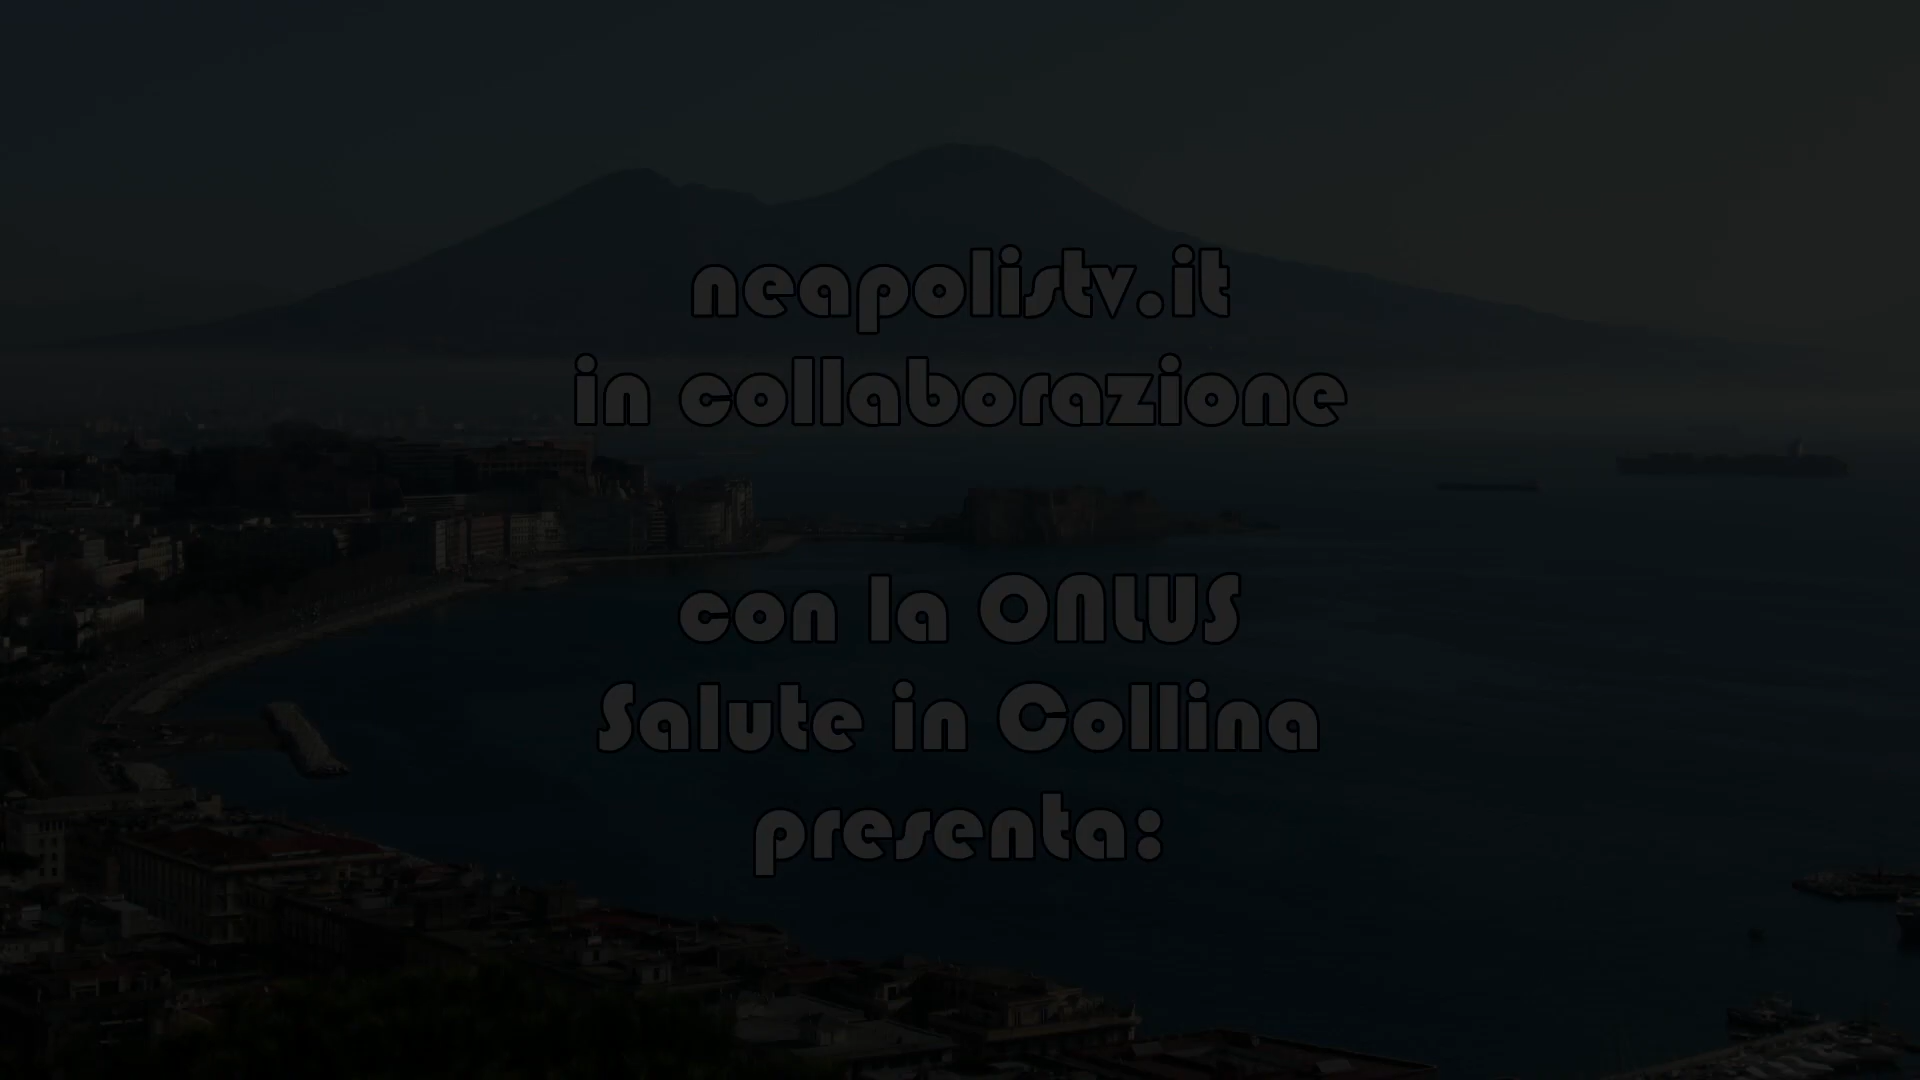 neapolistv.it
in collaborazione
con la ONLUS
Salute in Collina
presenta: